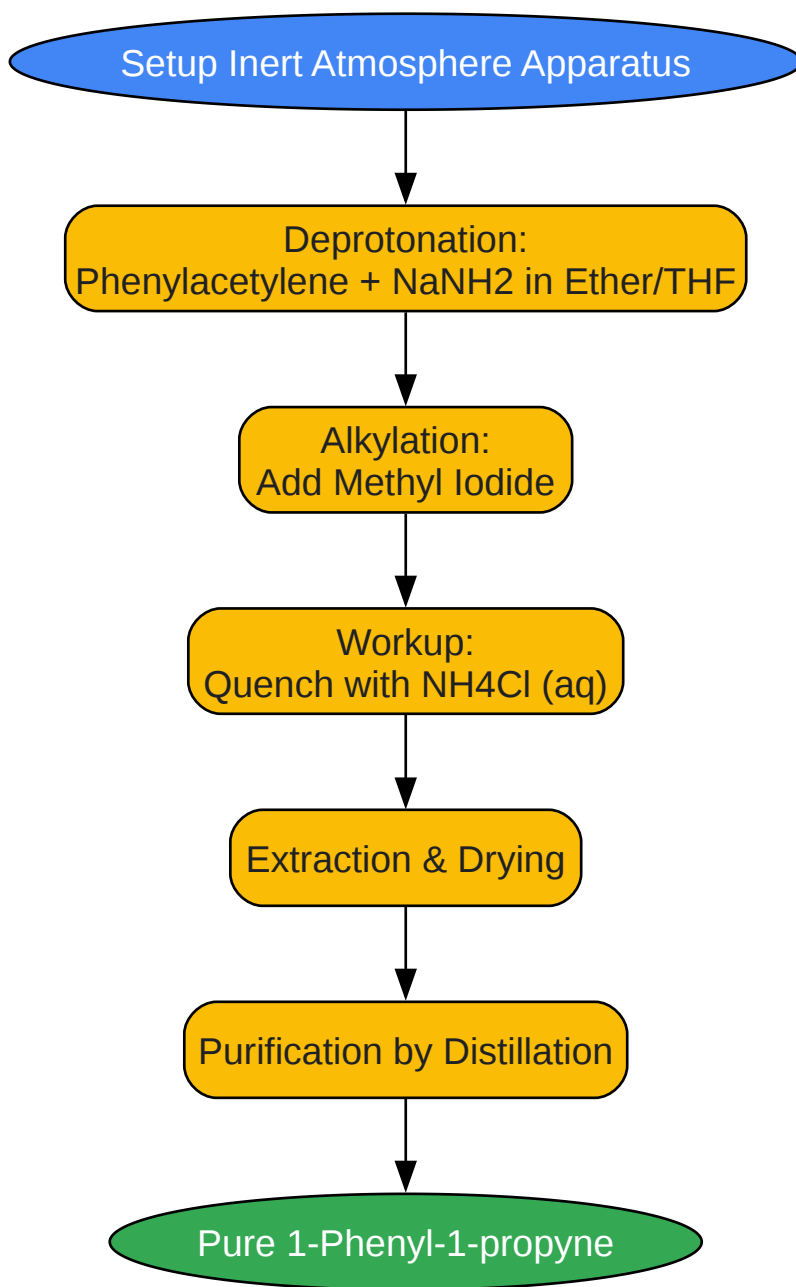 Setup Inert Atmosphere Apparatus
Deprotonation:
Phenylacetylene + NaNH2 in Ether/THF
Alkylation:
Add Methyl Iodide
Workup:
Quench with NH4Cl (aq)
Extraction & Drying
Purification by Distillation
Pure 1-Phenyl-1-propyne